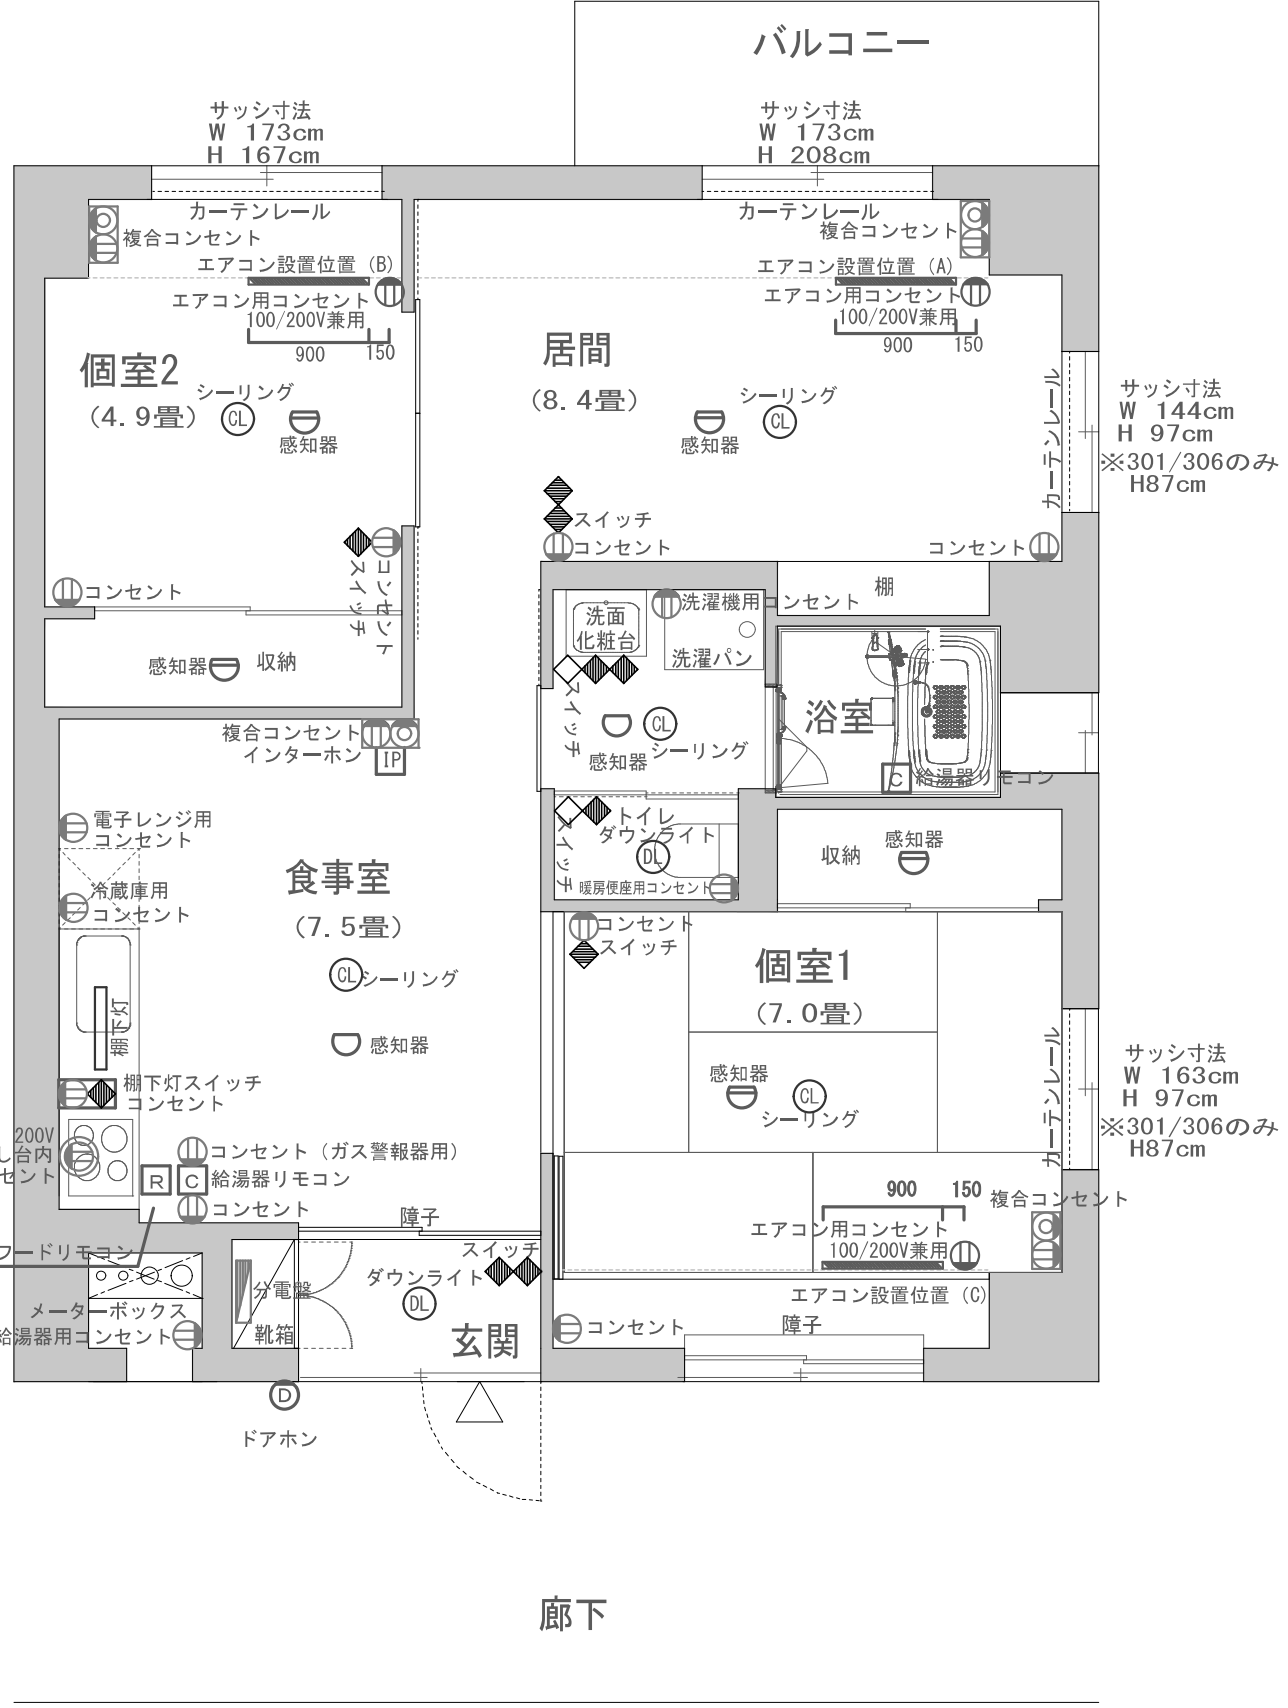 バルコニー
サッシ寸法
W 173cm
H 167cm
サッシ寸法
W 173cm
H 208cm
カーテンレール
複合コンセント
カーテンレール
複合コンセント
エアコン設置位置 (B)
エアコン用コンセント
100/200V兼用
900
150
エアコン設置位置 (A)
エアコン用コンセント
100/200V兼用
900
150
個室2
(4.9畳)
シーリング
CL
感知器
居間
(8.4畳)
シーリング
CL
感知器
カーテンレール
サッシ寸法
W 144cm
H 97cm
※301/306のみ
H87cm
スイッチ
コンセント
コンセント
コンセント
スイッチ
コンセント
棚
洗面
化粧台
洗濯機用コンセント
洗濯パン
感知器
収納
スイッチ
CL
シーリング
感知器
浴室
C
給湯器リモコン
複合コンセント
インターホン
IP
電子レンジ用
コンセント
冷蔵庫用
コンセント
食事室
(7.5畳)
CL
シーリング
感知器
トイレ
ダウンライト
DL
スイッチ
暖房便座用コンセント
収納
感知器
コンセント
スイッチ
個室1
(7.0畳)
感知器
CL
シーリング
カーテンレール
サッシ寸法
W 163cm
H 97cm
※301/306のみ
H87cm
棚下灯
棚下灯スイッチ
コンセント
200V
し台内
セント
コンセント (ガス警報器用)
R
C
給湯器リモコン
コンセント
フードリモコン
障子
スイッチ
ダウンライト
DL
玄関
分電盤
靴箱
メーターボックス
給湯器用コンセント
900
150
複合コンセント
エアコン用コンセント
100/200V兼用
エアコン設置位置 (C)
コンセント
障子
D
ドアホン
廊下